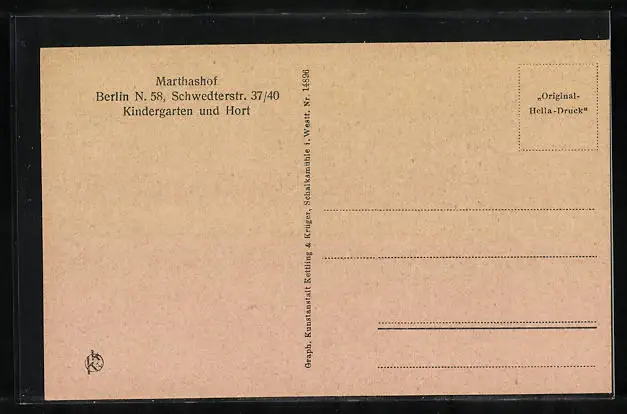 Marthashof
Berlin N. 58, Schwedterstr. 37/40
Kindergarten und Hort
Graph. Kunstanstalt Kettling & Krüger, Schalksmühle i. Westf. Nr. 14896
„Original-
Hella-Druck"